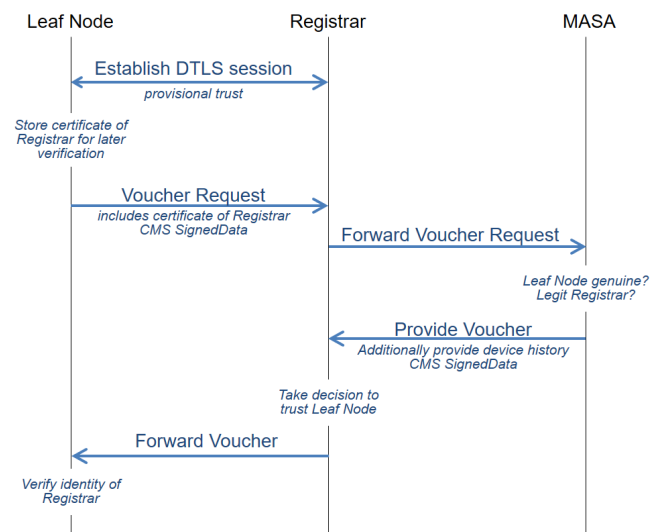 Leaf Node Registrar MASA
Establish DTLS session
provisional trust
Store certificate of
Registrar for later
verification
Voucher Request
includes certificate of Registrar
CMS SignedData
Forward Voucher Request
Leaf Node genuine?
Legit Registrar?
Provide Voucher
Additionally provide device history
CMS SignedData
Take decision to
trust Leaf Node
Forward Voucher
Verify identity of
Registrar